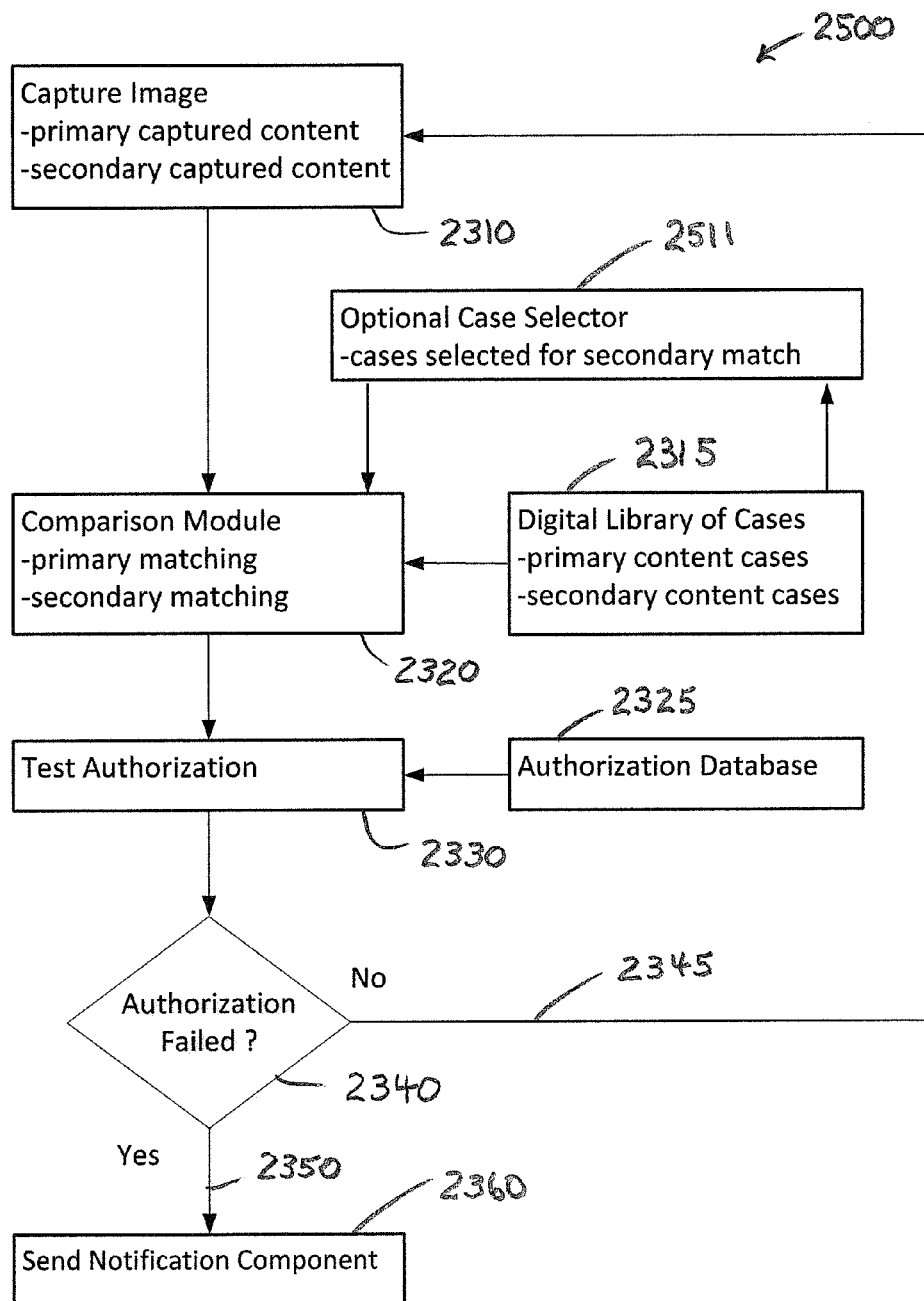 2500
Capture Image
-primary captured content
-secondary captured content
2310
2511
Optional Case Selector
-cases selected for secondary match
2315
Comparison Module
-primary matching
-secondary matching
Digital Library of Cases
-primary content cases
-secondary content cases
2320
2325
Test Authorization
Authorization Database
2330
No
2345
Authorization
Failed ?
2340
Yes
2350
2360
Send Notification Component